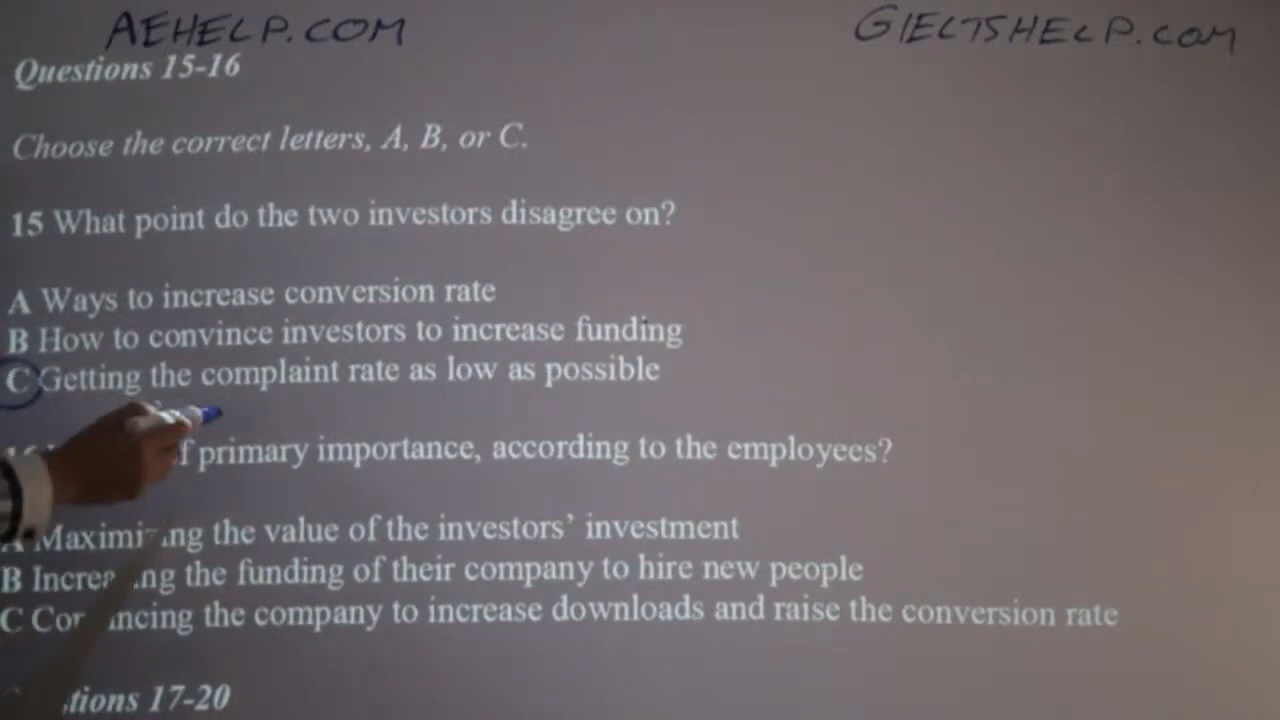 AEHELP.COM
GIELTSHELP.com
Questions 15-16
Choose the correct letters, A, B, or C.
15 What point do the two investors disagree on?
A Ways to increase conversion rate
B How to convince investors to increase funding
C Getting the complaint rate as low as possible
primary importance, according to the employees?
the value of the investors' investment
B the funding of their company to hire new people
C the company to increase downloads and raise the conversion rate
17-20